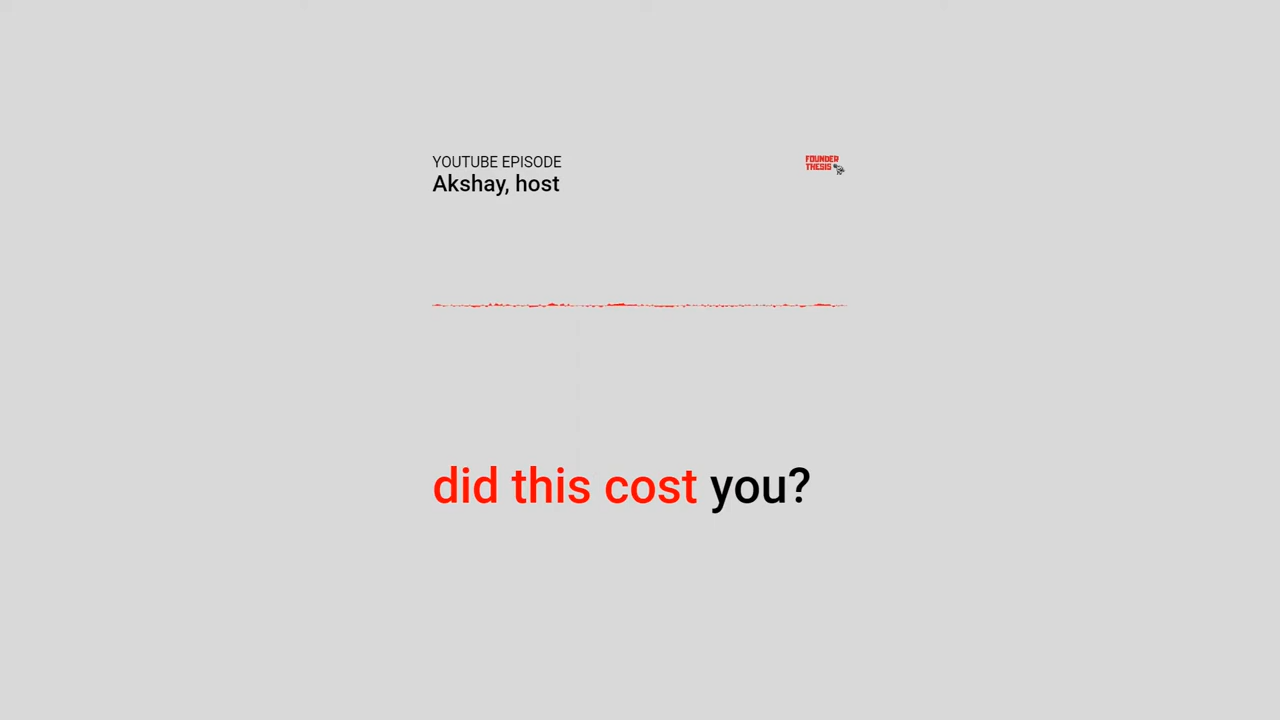 YOUTUBE EPISODE
Akshay, host
FOUNDER
THESIS
did this cost you?